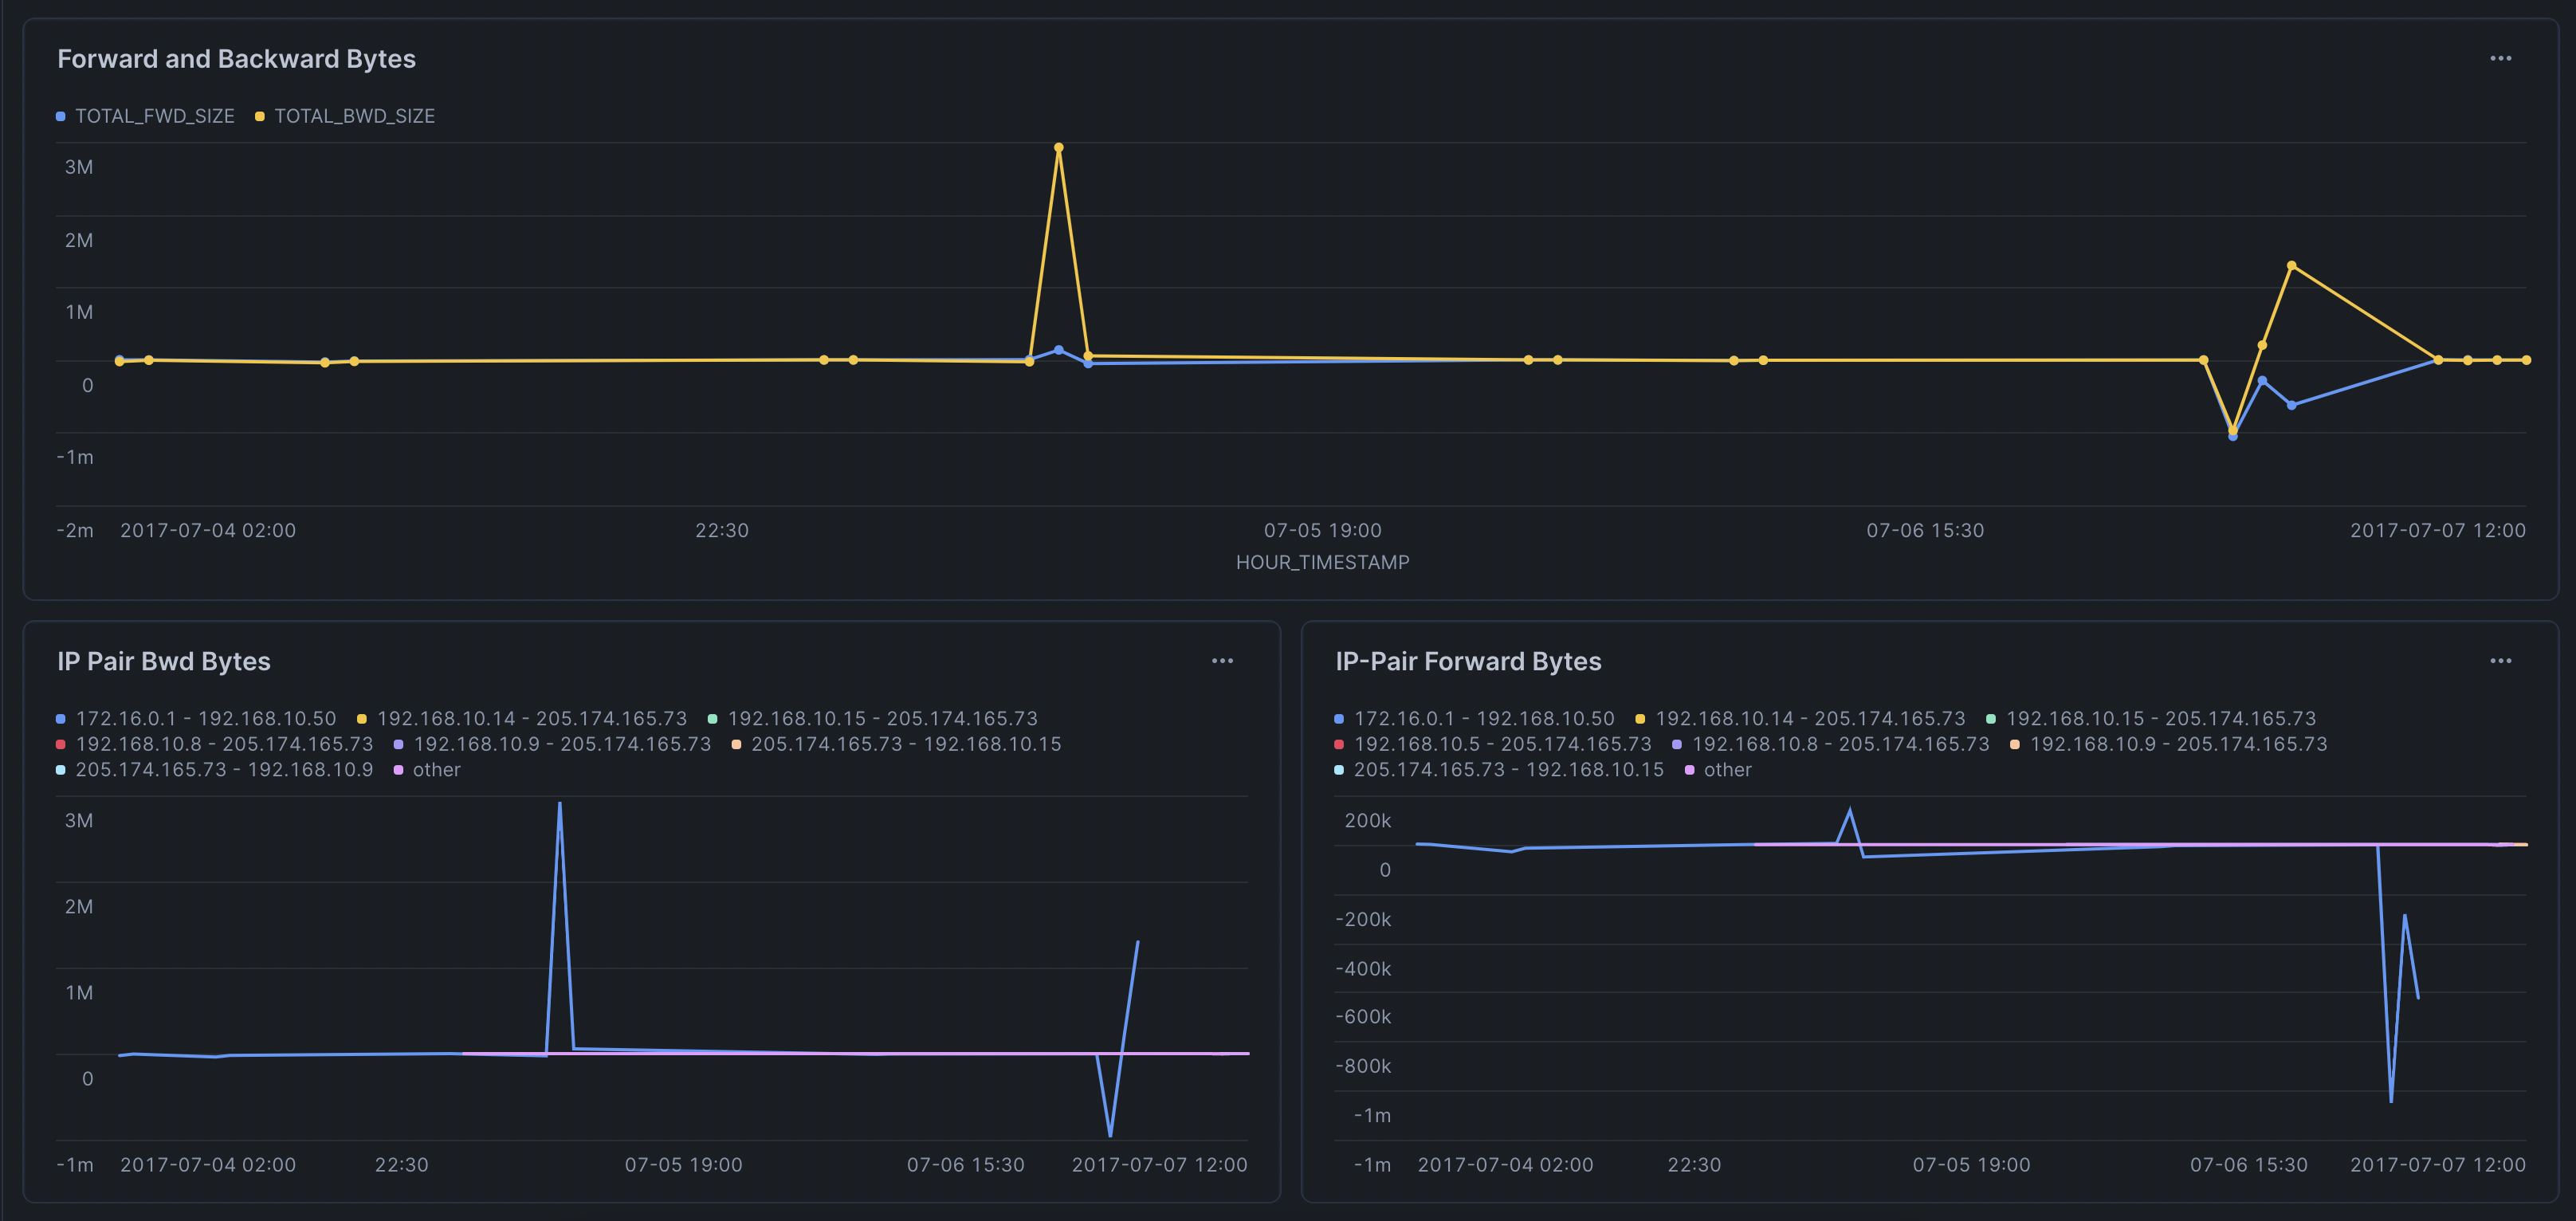 Forward and Backward Bytes
TOTAL_FWD_SIZE TOTAL_BWD_SIZE
3M
2M
1M
0
-1m
-2m 2017-07-04 02:00 22:30 07-05 19:00 07-06 15:30 2017-07-07 12:00
HOUR_TIMESTAMP
IP Pair Bwd Bytes
172.16.0.1 - 192.168.10.50 192.168.10.14 - 205.174.165.73 192.168.10.15 - 205.174.165.73
192.168.10.8 - 205.174.165.73 192.168.10.9 - 205.174.165.73 205.174.165.73 - 192.168.10.15
205.174.165.73 - 192.168.10.9 other
3M
2M
1M
0
-1m 2017-07-04 02:00 22:30 07-05 19:00 07-06 15:30 2017-07-07 12:00
IP-Pair Forward Bytes
172.16.0.1 - 192.168.10.50 192.168.10.14 - 205.174.165.73 192.168.10.15 - 205.174.165.73
192.168.10.5 - 205.174.165.73 192.168.10.8 - 205.174.165.73 192.168.10.9 - 205.174.165.73
205.174.165.73 - 192.168.10.15 other
200k
0
-200k
-400k
-600k
-800k
-1m
-1m 2017-07-04 02:00 22:30 07-05 19:00 07-06 15:30 2017-07-07 12:00